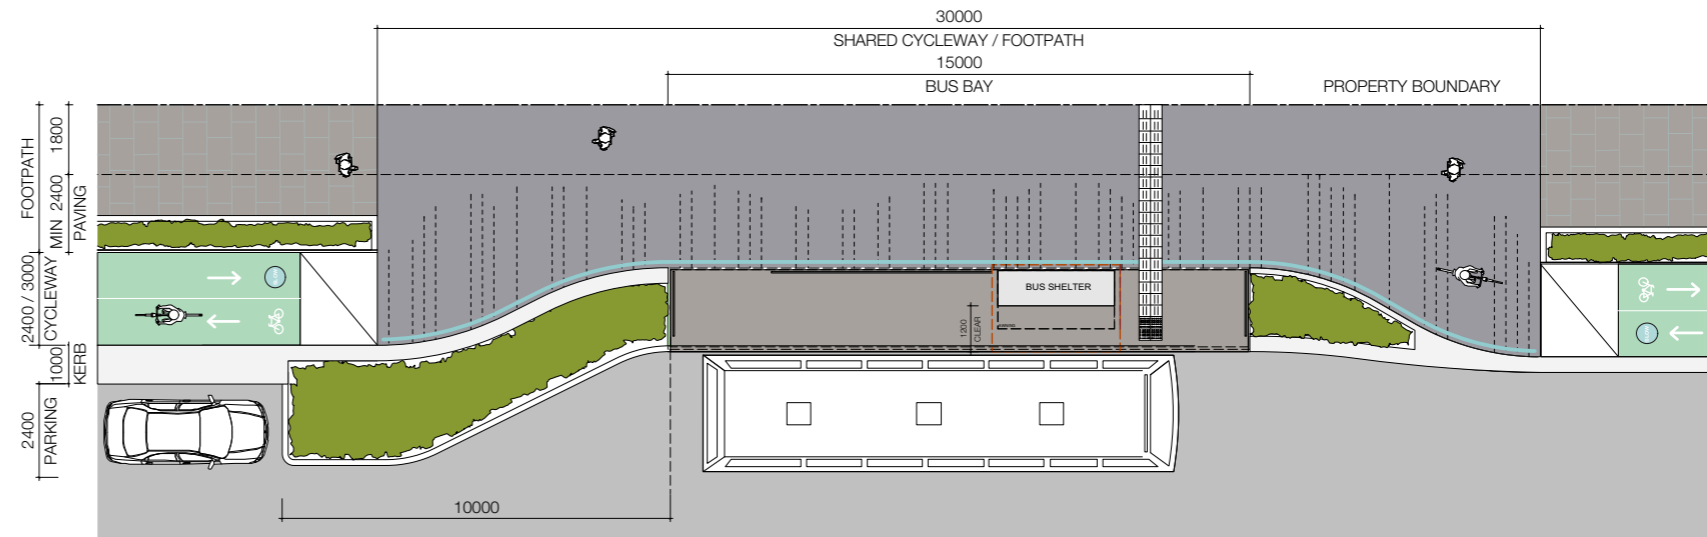 30000
SHARED CYCLEWAY / FOOTPATH
15000
BUS BAY
PROPERTY BOUNDARY
FOOTPATH
1800
MIN 2400
PAVING
2400 / 3000
CYCLEWAY
1000
KERB
2400
PARKING
BUS SHELTER
1200
CLEAR
10000